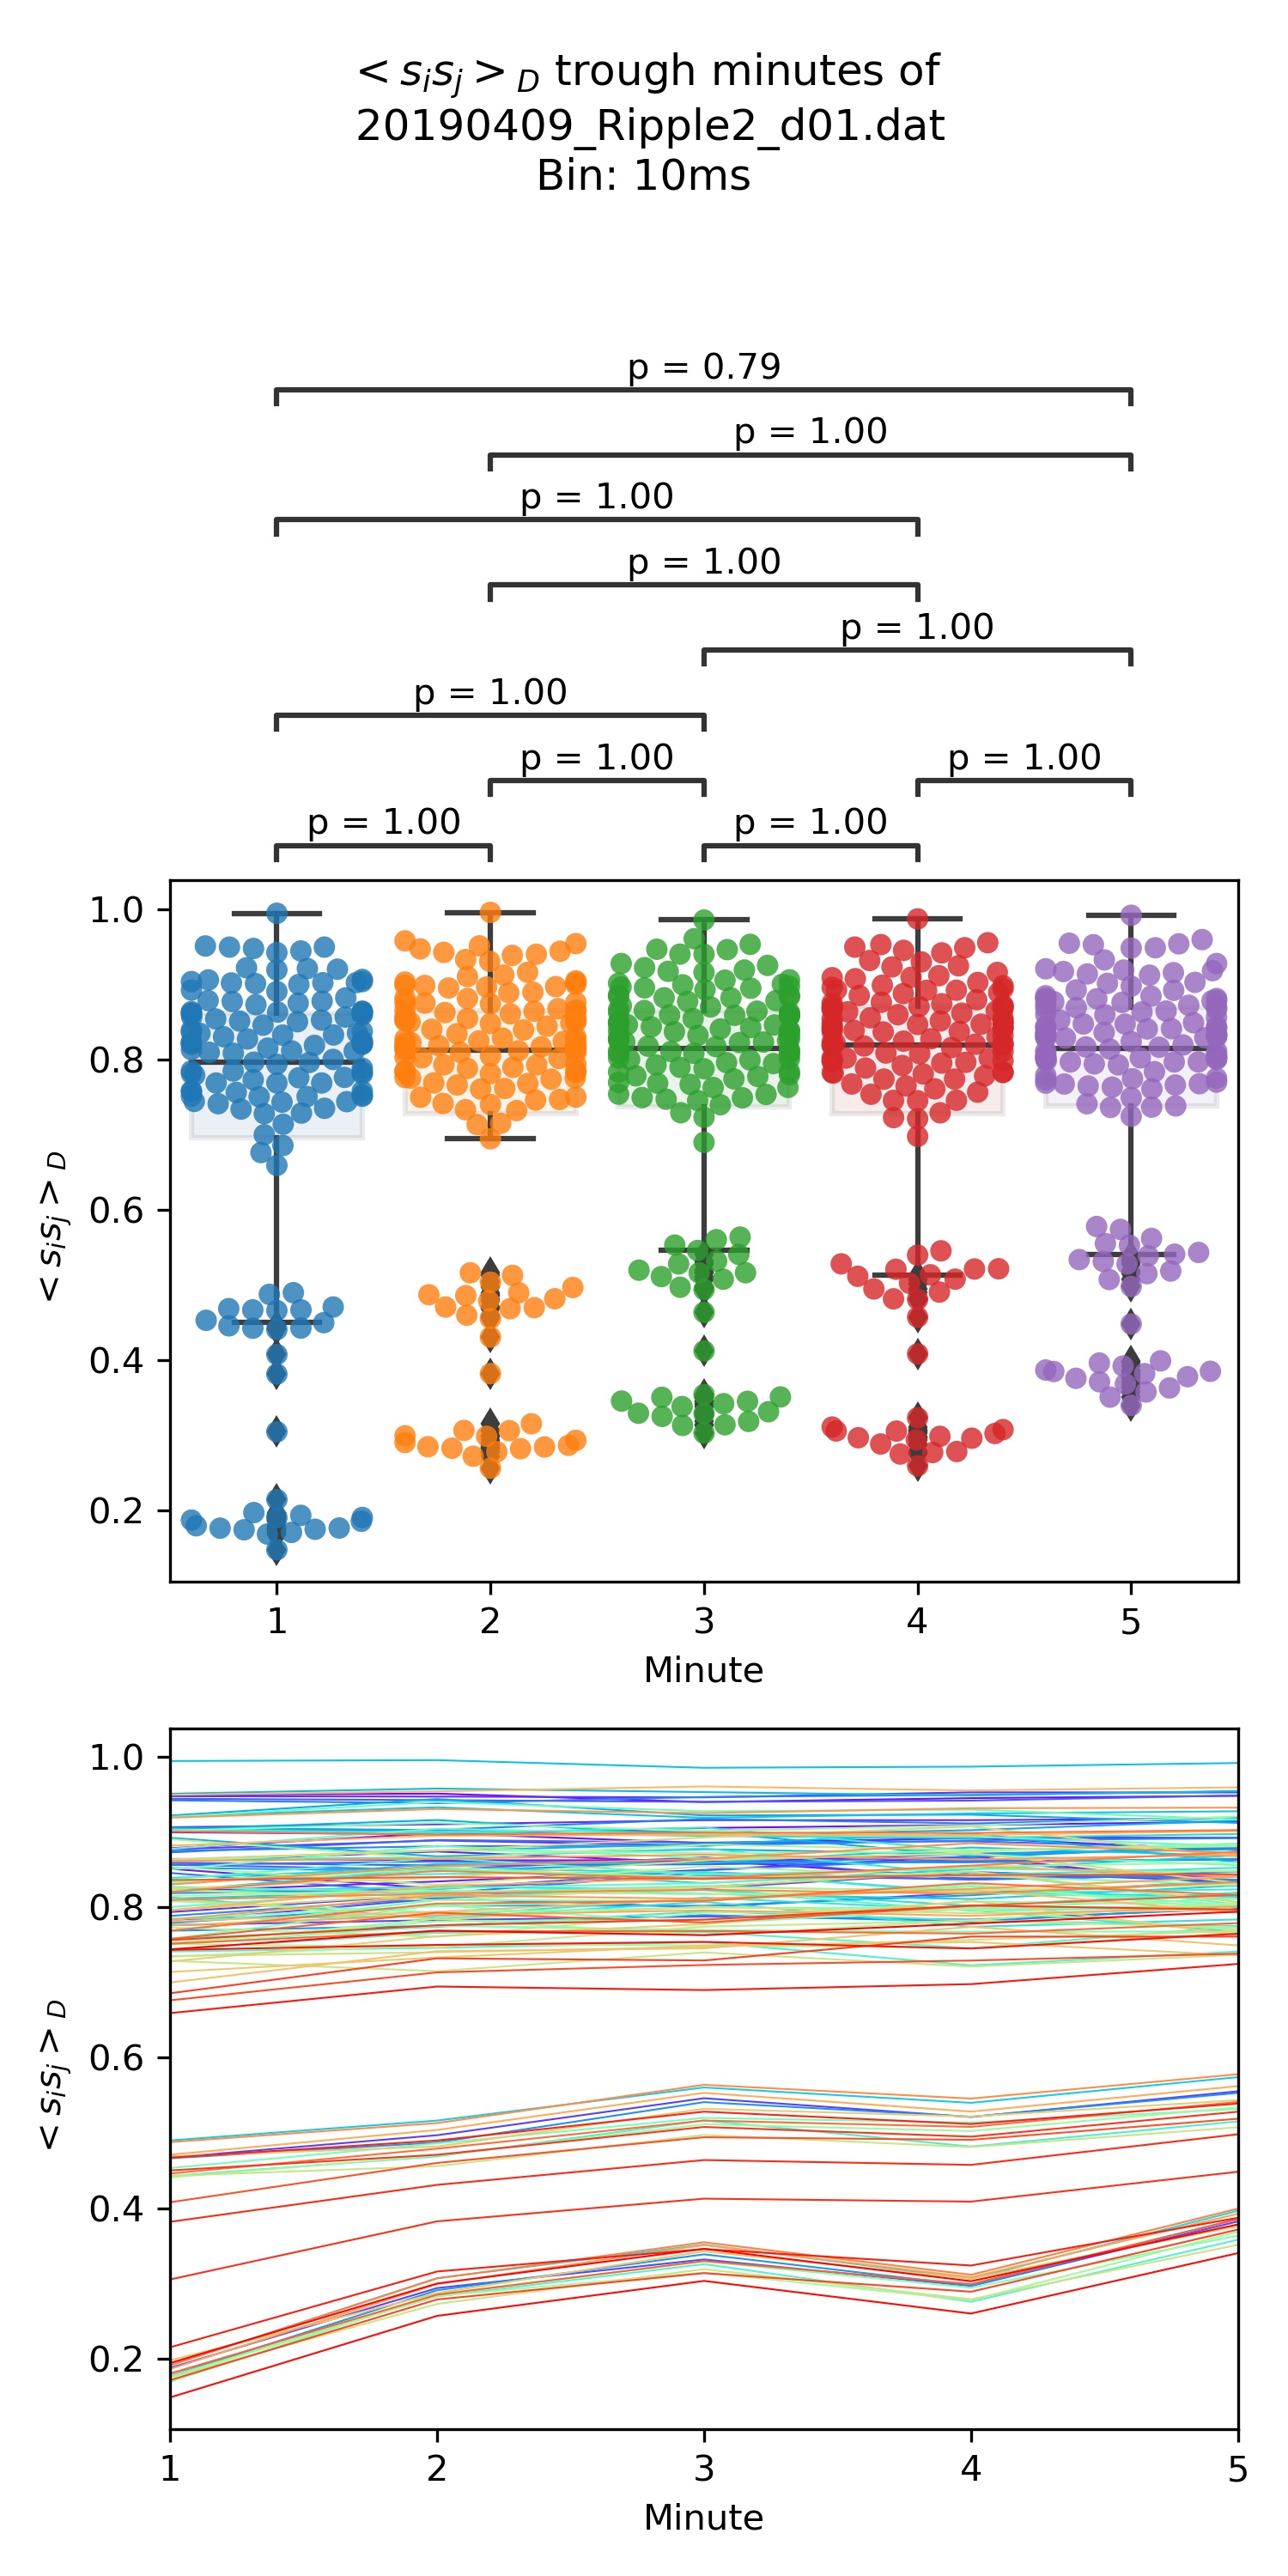 < s_i s_j >_D trough minutes of
20190409_Ripple2_d01.dat
Bin: 10ms
p = 0.79
p = 1.00
p = 1.00
p = 1.00
p = 1.00
p = 1.00
p = 1.00 p = 1.00
p = 1.00 p = 1.00
< s_i s_j >_D
1.0
0.8
0.6
0.4
0.2
1 2 3 4 5
Minute
< s_i s_j >_D
1.0
0.8
0.6
0.4
0.2
1 2 3 4 5
Minute